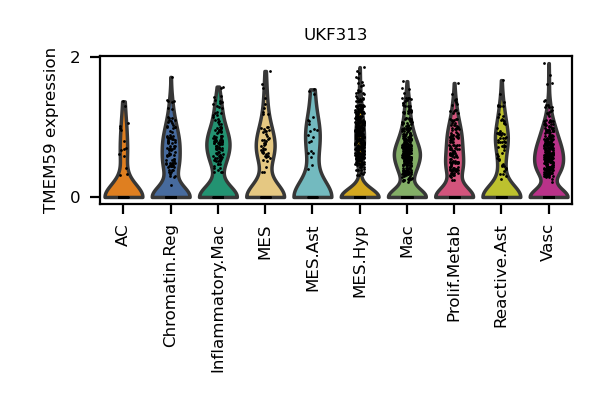 UKF313
TMEM59 expression
2
0
AC
Chromatin.Reg
Inflammatory.Mac
MES
MES.Ast
MES.Hyp
Mac
Prolif.Metab
Reactive.Ast
Vasc